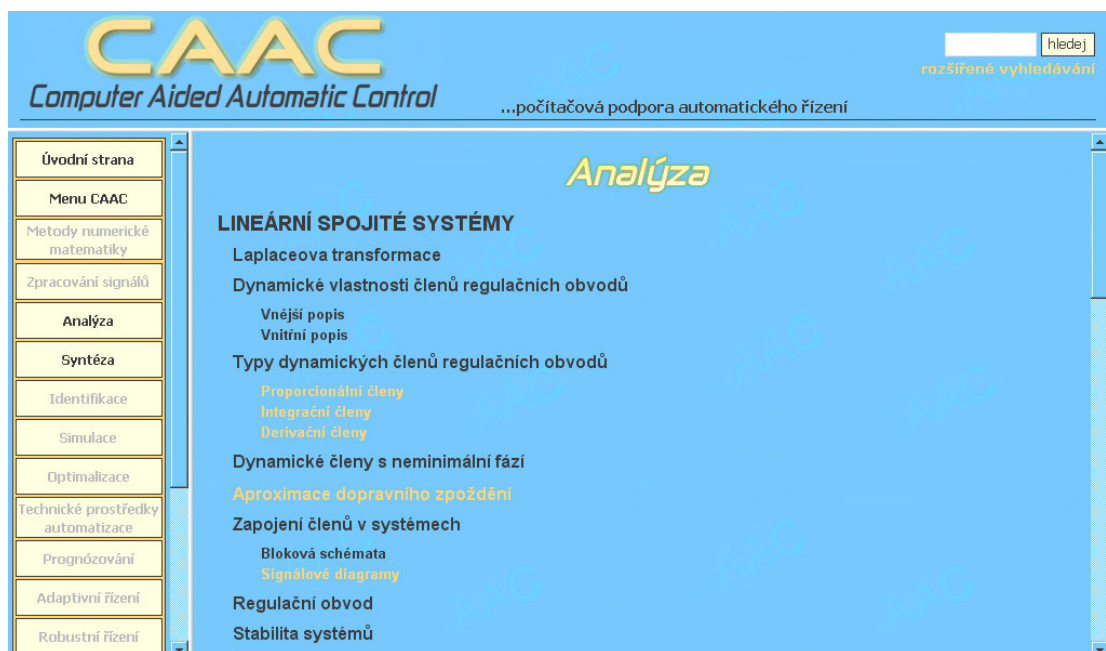 CAAC
Computer Aided Automatic Control
...počítačová podpora automatického řízení
hledej
rozšířené vyhledávání
Úvodní strana
Menu CAAC
Metody numerické
matematiky
Zpracování signálů
Analýza
Syntéza
Identifikace
Simulace
Optimalizace
Technické prostředky
automatizace
Prognózování
Adaptivní řízení
Robustní řízení
Analýza
LINEÁRNÍ SPOJITÉ SYSTÉMY
Laplaceova transformace
Dynamické vlastnosti členů regulačních obvodů
Vnější popis
Vnitřní popis
Typy dynamických členů regulačních obvodů
Proporcionální členy
Integrační členy
Derivační členy
Dynamické členy s neminimální fází
Aproximace dopravního zpoždění
Zapojení členů v systémech
Bloková schémata
Signálové diagramy
Regulační obvod
Stabilita systémů